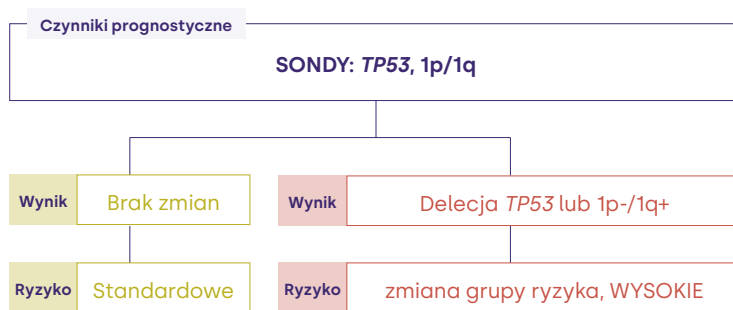 Czynniki prognostyczne
SONDY: TP53, 1p/1q
Wynik Brak zmian Wynik Delecja TP53 lub 1p-/1q+
Ryzyko Standardowe Ryzyko zmiana grupy ryzyka, WYSOKIE